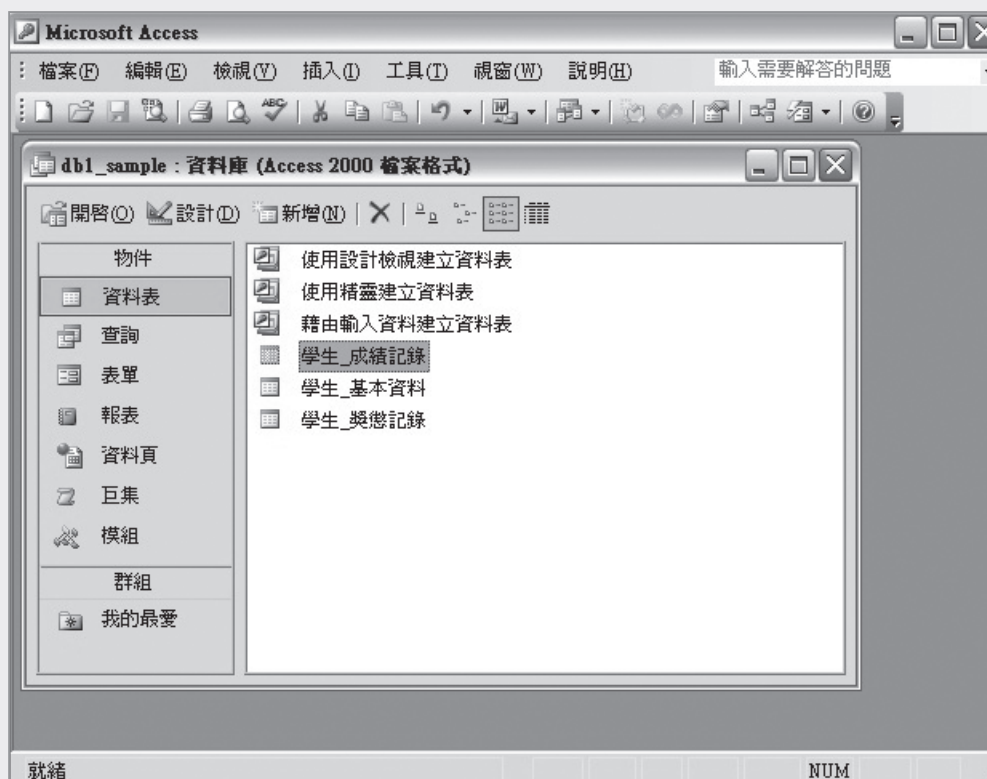 Microsoft Access
檔案(F) 編輯(E) 檢視(V) 插入(I) 工具(T) 視窗(W) 說明(H) 輸入需要解答的問題
db1_sample : 資料庫 (Access 2000 檔案格式)
開啟(O) 設計(D) 新增(N)
物件
資料表
查詢
表單
報表
資料頁
巨集
模組
群組
我的最愛
使用設計檢視建立資料表
使用精靈建立資料表
藉由輸入資料建立資料表
學生_成績記錄
學生_基本資料
學生_獎懲記錄
就緒 NUM